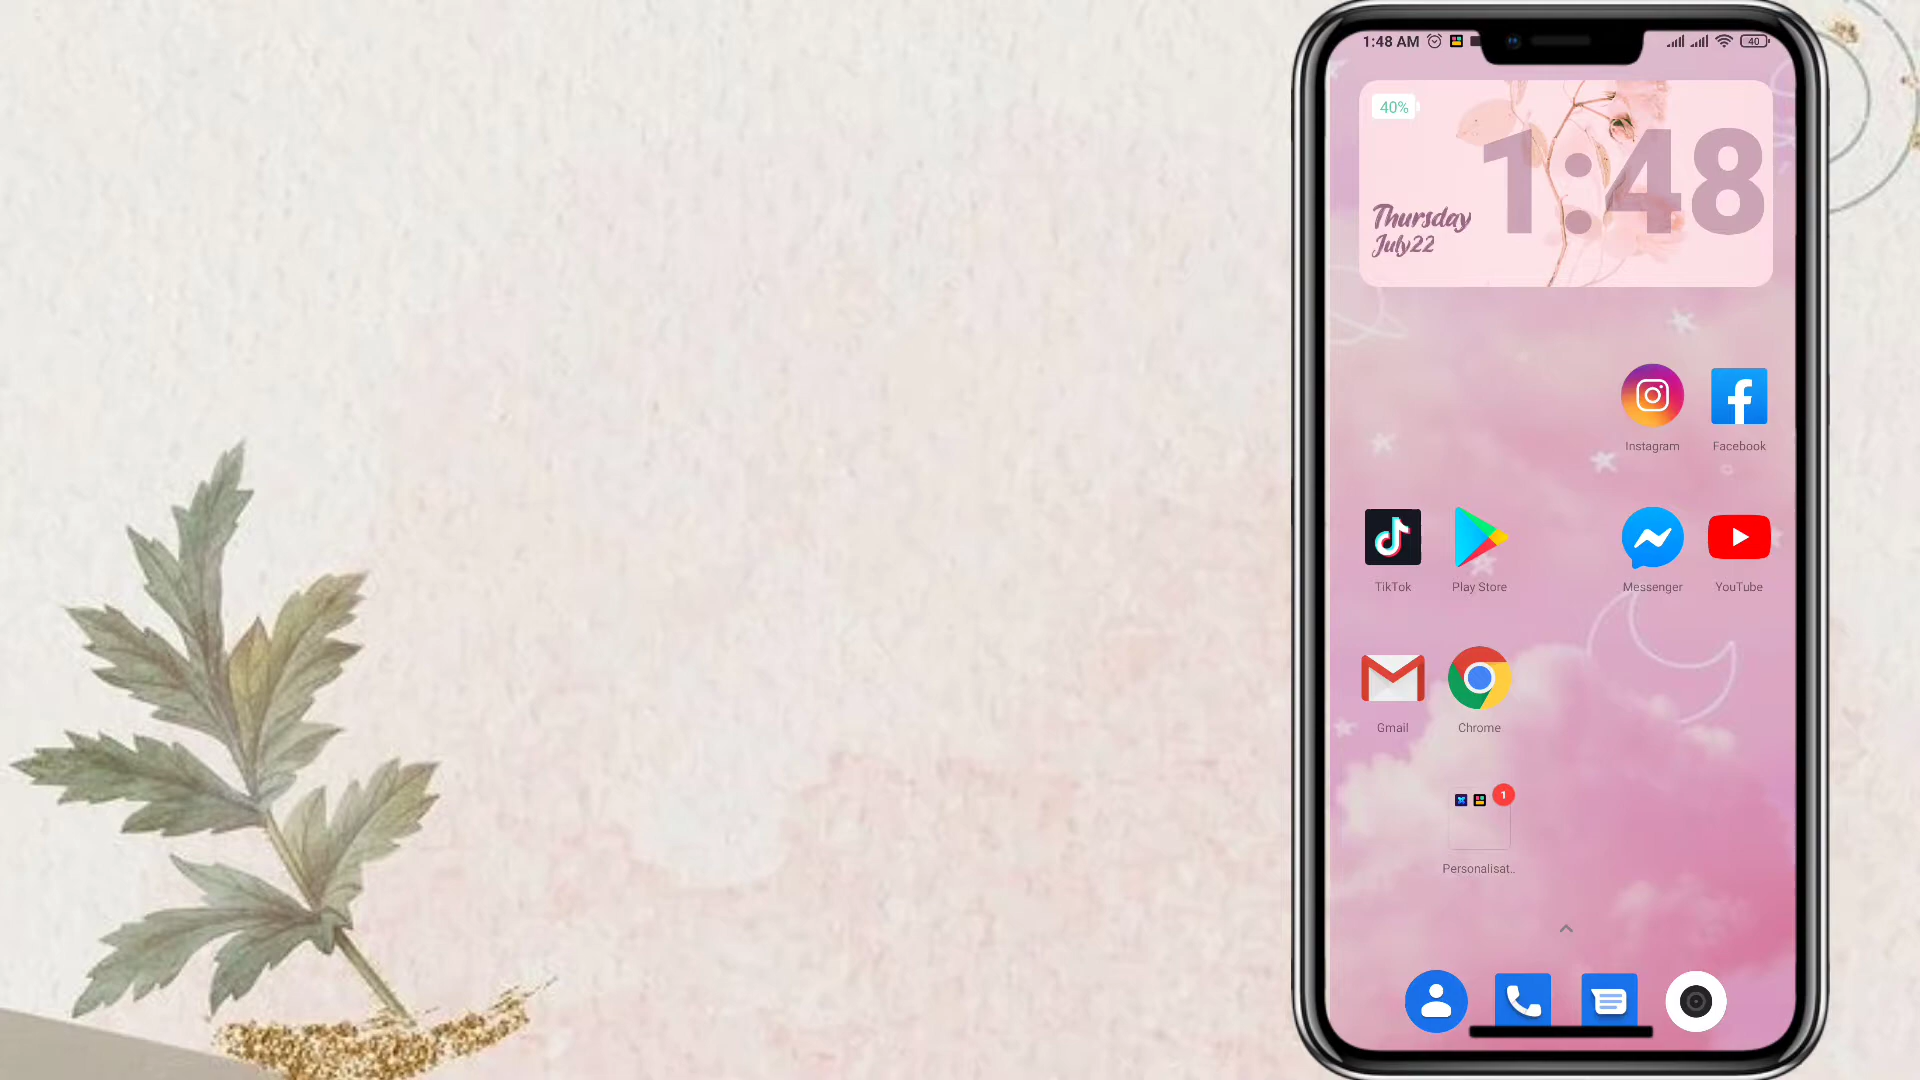 1:48 AM
40
40%
1:48
Thursday
July22
Instagram
Facebook
TikTok
Play Store
Messenger
YouTube
Gmail
Chrome
1
Personalisat..